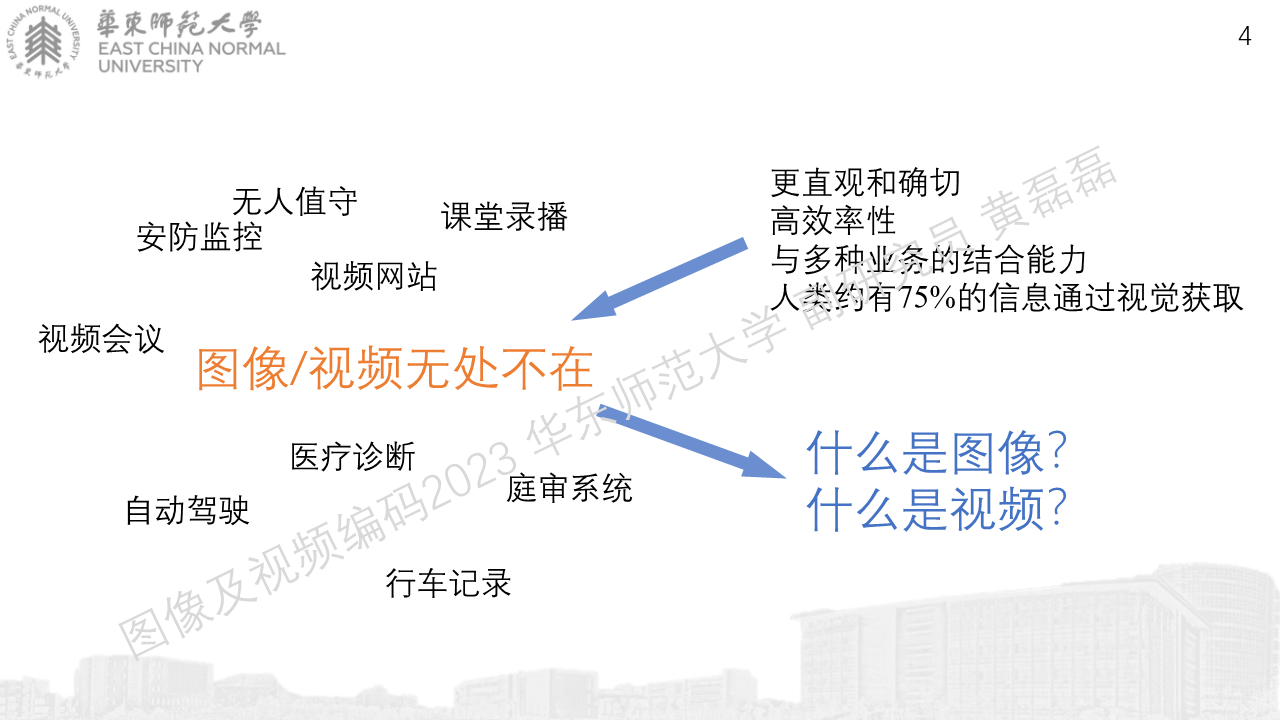 EAST CHINA NORMAL UNIVERSITY
華東師范大學
華東師范大學
EAST CHINA NORMAL
UNIVERSITY
4
无人值守
安防监控
课堂录播
视频网站
视频会议
图像/视频无处不在
医疗诊断
庭审系统
自动驾驶
行车记录
更直观和确切
高效率性
与多种业务的结合能力
人类约有75%的信息通过视觉获取
什么是图像?
什么是视频?
图像及视频编码2023 华东师范大学 副研究员 黄磊磊